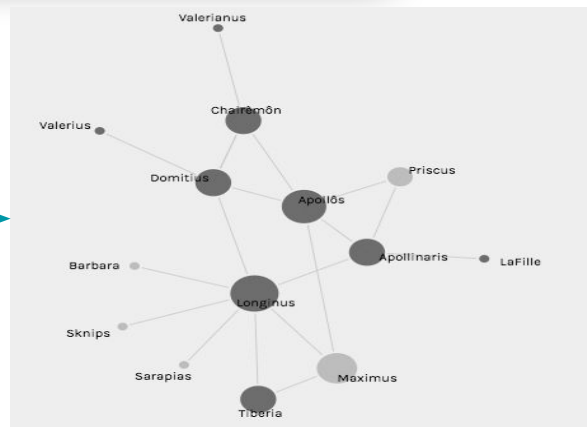 Valerianus
Chairêmôn
Valerius
Domitius
Priscus
Apollôs
Apollinaris
LaFille
Barbara
Longinus
Sknips
Sarapias
Maximus
Tiberia